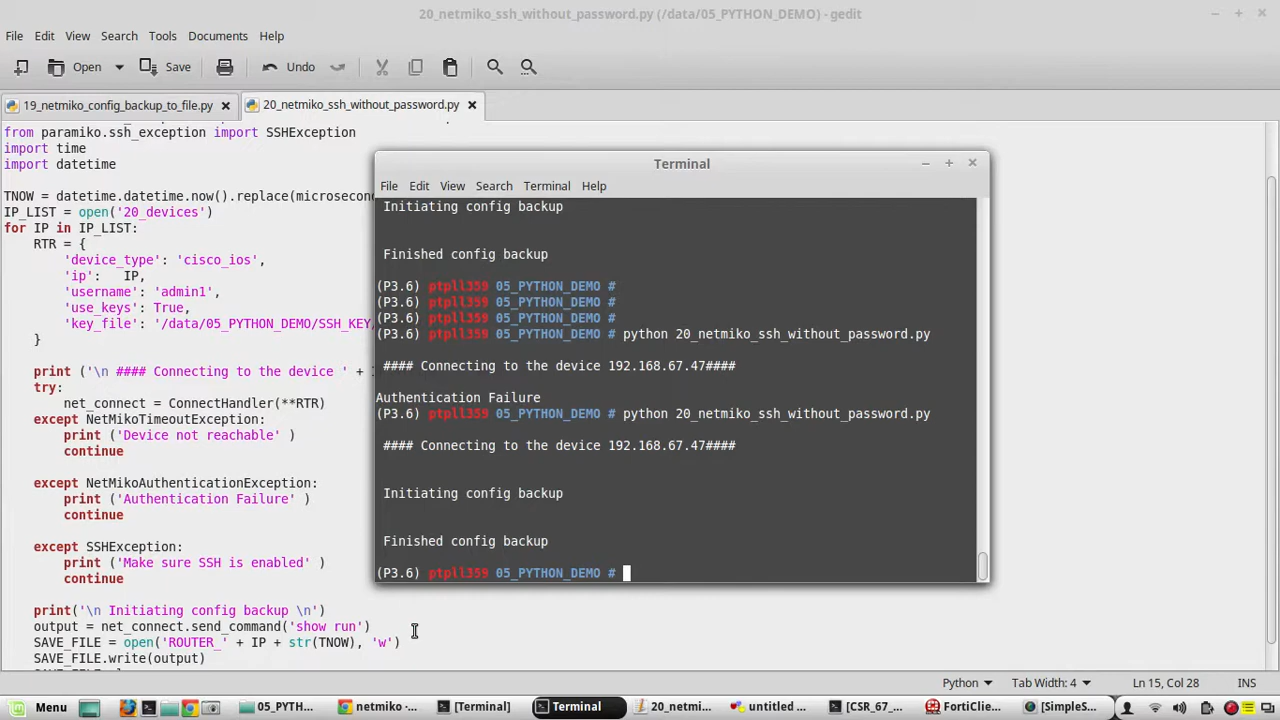 20_netmiko_ssh_without_password.py (/data/05_PYTHON_DEMO) - gedit
File Edit View Search Tools Documents Help
Open Save Undo
19_netmiko_config_backup_to_file.py 20_netmiko_ssh_without_password.py
from paramiko.ssh_exception import SSHException
import time
import datetime
TNOW = datetime.datetime.now().replace(microsecond
IP_LIST = open('20_devices')
for IP in IP_LIST:
RTR = {
'device_type': 'cisco_ios',
'ip': IP,
'username': 'admin1',
'use_keys': True,
'key_file': '/data/05_PYTHON_DEMO/SSH_KEY/
}
print ('\n #### Connecting to the device ' + I
try:
net_connect = ConnectHandler(**RTR)
except NetMikoTimeoutException:
print ('Device not reachable' )
continue
except NetMikoAuthenticationException:
print ('Authentication Failure' )
continue
except SSHException:
print ('Make sure SSH is enabled' )
continue
print('\n Initiating config backup \n')
output = net_connect.send_command('show run')
SAVE_FILE = open('ROUTER_' + IP + str(TNOW), 'w')
SAVE_FILE.write(output)
Terminal
File Edit View Search Terminal Help
Initiating config backup
Finished config backup
(P3.6) ptpll359 05_PYTHON_DEMO #
(P3.6) ptpll359 05_PYTHON_DEMO #
(P3.6) ptpll359 05_PYTHON_DEMO #
(P3.6) ptpll359 05_PYTHON_DEMO # python 20_netmiko_ssh_without_password.py
#### Connecting to the device 192.168.67.47####
Authentication Failure
(P3.6) ptpll359 05_PYTHON_DEMO # python 20_netmiko_ssh_without_password.py
#### Connecting to the device 192.168.67.47####
Initiating config backup
Finished config backup
(P3.6) ptpll359 05_PYTHON_DEMO #
Python Tab Width: 4 Ln 15, Col 28 INS
Menu 05_PYTH... netmiko -... [Terminal] Terminal 20_netmi... untitled ... [CSR_67_... FortiClie... [SimpleS...